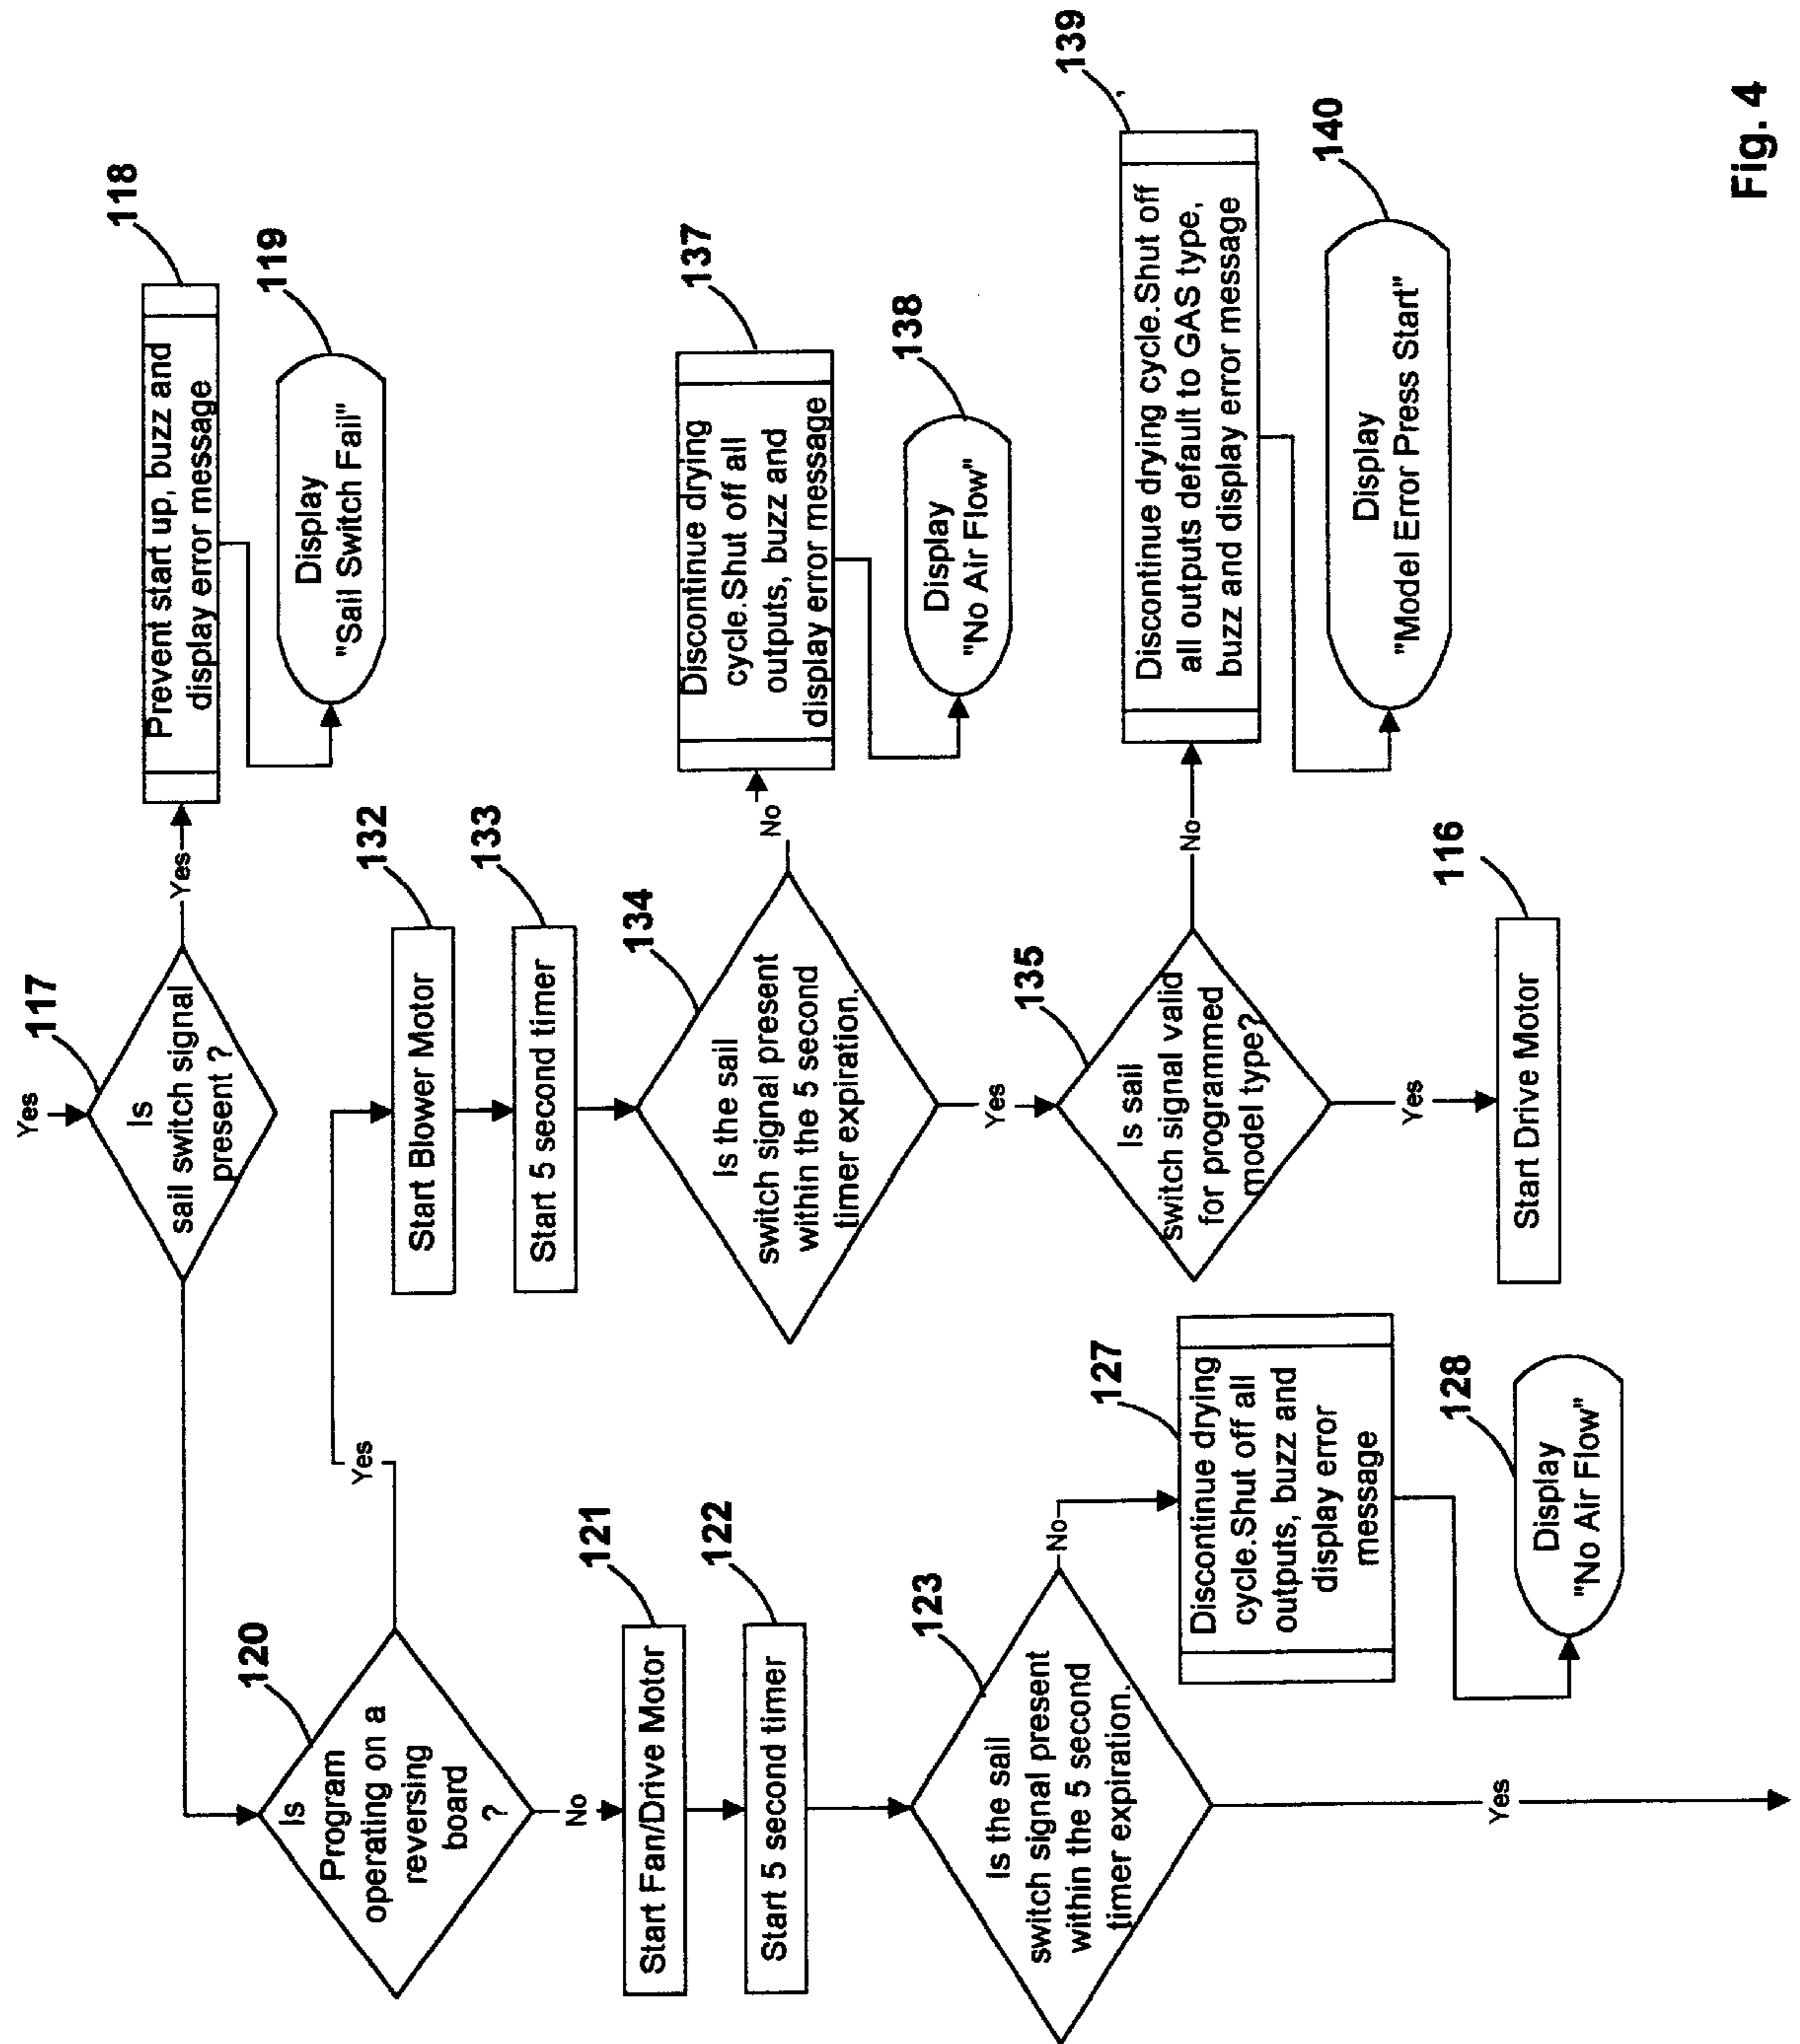 Yes
117
Is
sail switch signal
present ?
Yes
118
Prevent start up, buzz and
display error message
119
Display
"Sail Switch Fail"
120
Is
Program
operating on a
reversing
board
?
Yes
No
132
Start Blower Motor
133
Start 5 second timer
134
Is the sail
switch signal present
within the 5 second
timer expiration.
No
137
Discontinue drying
cycle.Shut off all
outputs, buzz and
display error message
138
Display
"No Air Flow"
Yes
135
Is sail
switch signal valid
for programmed
model type?
No
139
Discontinue drying cycle.Shut off
all outputs default to GAS type,
buzz and display error message
140
Display
"Model Error Press Start"
Yes
116
Start Drive Motor
121
Start Fan/Drive Motor
122
Start 5 second timer
123
Is the sail
switch signal present
within the 5 second
timer expiration.
No
127
Discontinue drying
cycle.Shut off all
outputs, buzz and
display error
message
128
Display
"No Air Flow"
Yes
Fig. 4